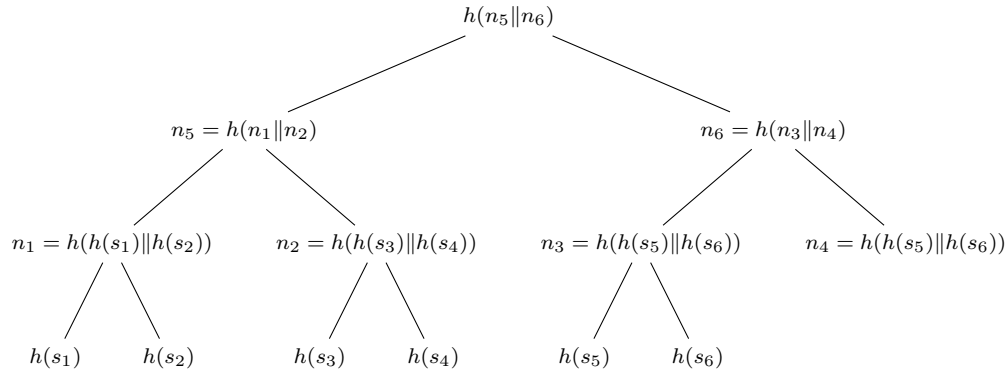 h(n₅∥n₆)
n₅ = h(n₁∥n₂) n₆ = h(n₃∥n₄)
n₁ = h(h(s₁)∥h(s₂)) n₂ = h(h(s₃)∥h(s₄)) n₃ = h(h(s₅)∥h(s₆)) n₄ = h(h(s₅)∥h(s₆))
h(s₁) h(s₂) h(s₃) h(s₄) h(s₅) h(s₆)